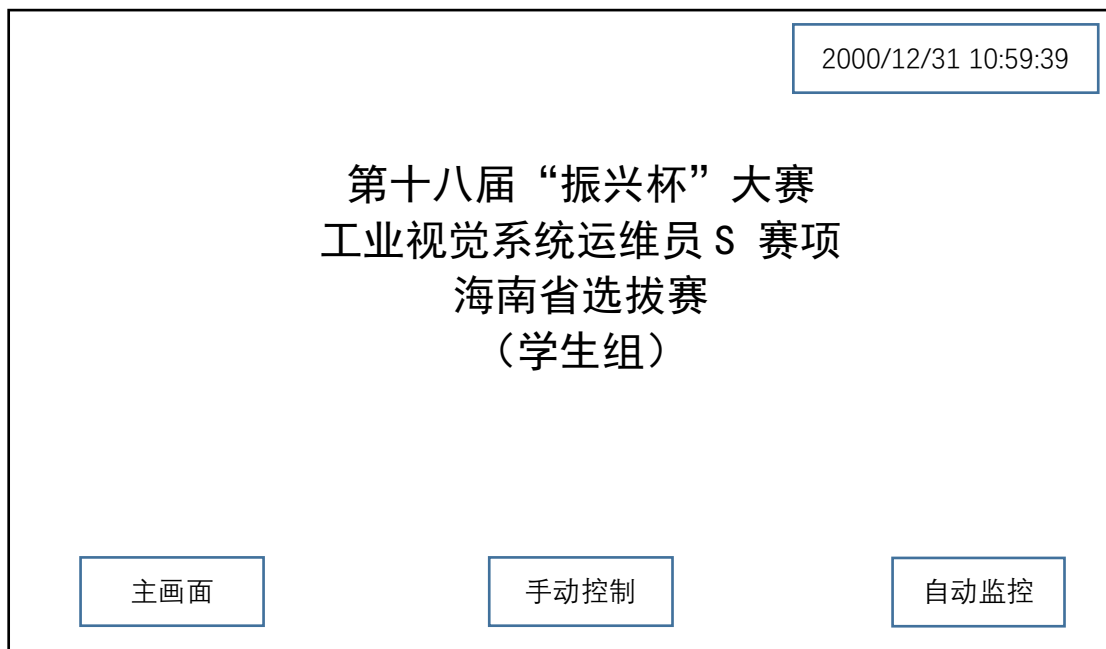 2000/12/31 10:59:39
第十八届“振兴杯”大赛
工业视觉系统运维员 S 赛项
海南省选拔赛
（学生组）
主画面
手动控制
自动监控